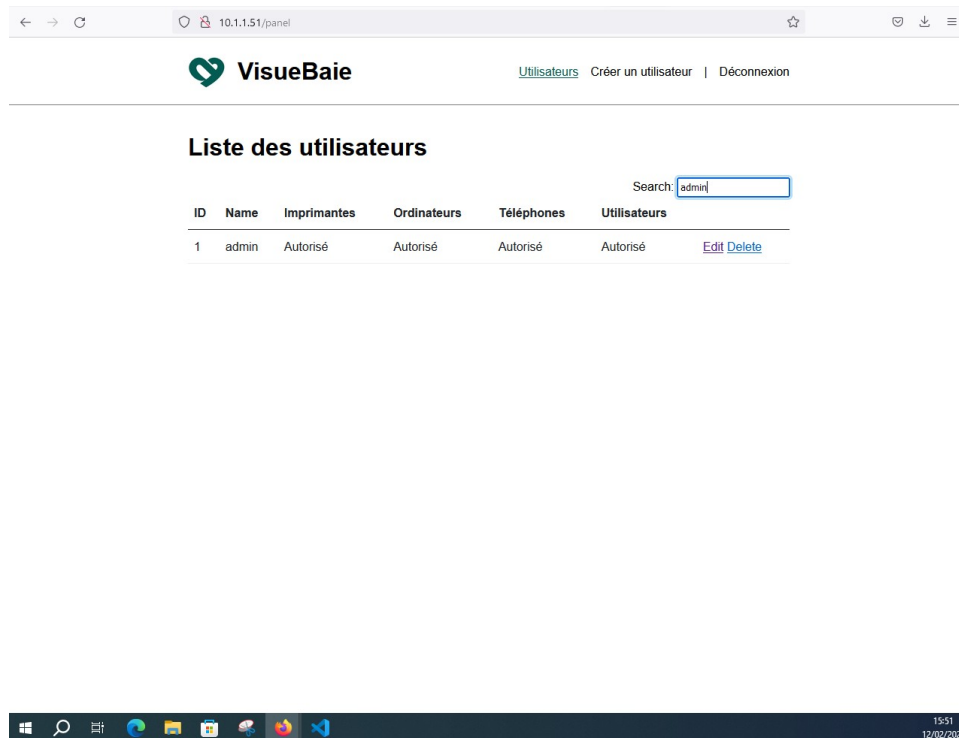 10.1.1.51/panel
VisueBaie
Utilisateurs Créer un utilisateur | Déconnexion
Liste des utilisateurs
Search: admin
ID Name Imprimantes Ordinateurs Téléphones Utilisateurs
1 admin Autorisé Autorisé Autorisé Autorisé Edit Delete
15:51
12/02/202